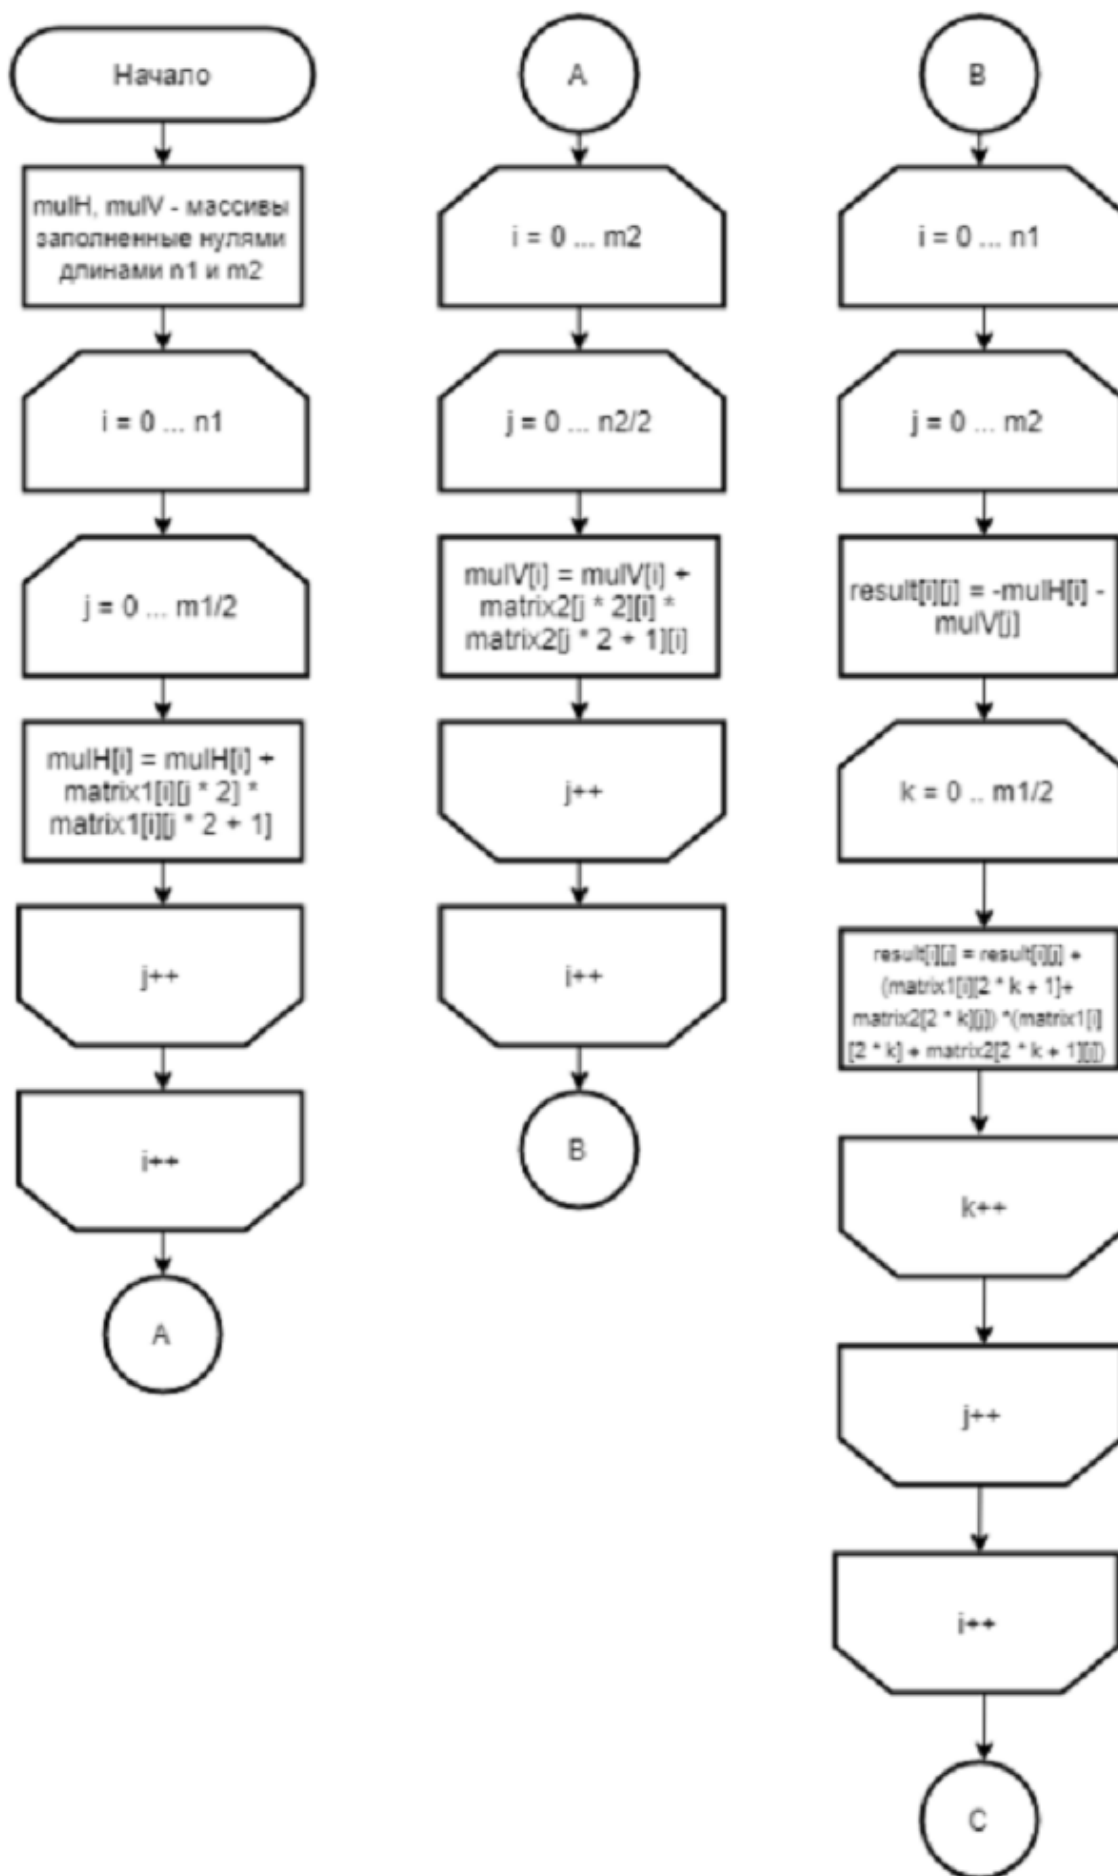 Начало
mulH, mulV - массивы
заполненные нулями
длинами n1 и m2
i = 0 ... n1
j = 0 ... m1/2
mulH[i] = mulH[i] +
matrix1[i][j * 2] *
matrix1[i][j * 2 + 1]
j++
i++
A
A
i = 0 ... m2
j = 0 ... n2/2
mulV[i] = mulV[i] +
matrix2[j * 2][i] *
matrix2[j * 2 + 1][i]
j++
i++
B
B
i = 0 ... n1
j = 0 ... m2
result[i][j] = -mulH[i] -
mulV[j]
k = 0 .. m1/2
result[i][j] = result[i][j] +
(matrix1[i][2 * k + 1]+
matrix2[2 * k][j]) *(matrix1[i]
[2 * k] + matrix2[2 * k + 1][j])
k++
j++
i++
C